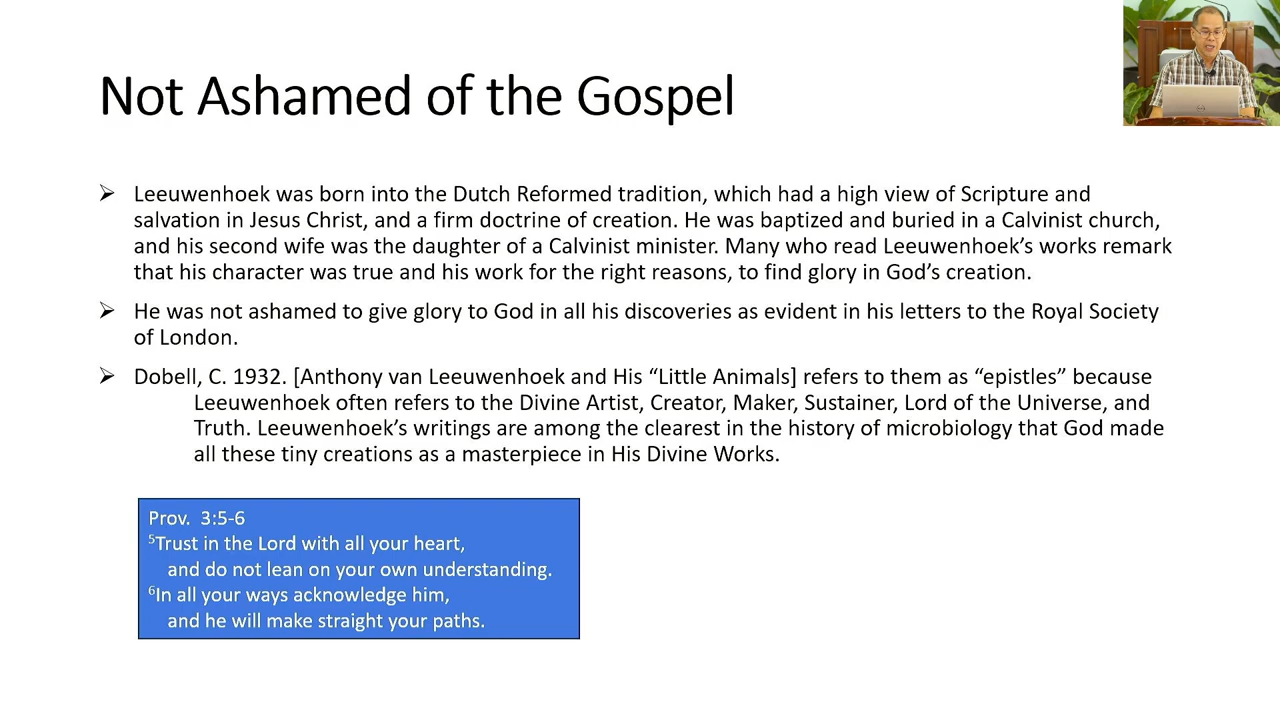 Not Ashamed of the Gospel
➢ Leeuwenhoek was born into the Dutch Reformed tradition, which had a high view of Scripture and
salvation in Jesus Christ, and a firm doctrine of creation. He was baptized and buried in a Calvinist church,
and his second wife was the daughter of a Calvinist minister. Many who read Leeuwenhoek’s works remark
that his character was true and his work for the right reasons, to find glory in God’s creation.
➢ He was not ashamed to give glory to God in all his discoveries as evident in his letters to the Royal Society
of London.
➢ Dobell, C. 1932. [Anthony van Leeuwenhoek and His “Little Animals] refers to them as “epistles” because
Leeuwenhoek often refers to the Divine Artist, Creator, Maker, Sustainer, Lord of the Universe, and
Truth. Leeuwenhoek’s writings are among the clearest in the history of microbiology that God made
all these tiny creations as a masterpiece in His Divine Works.
Prov. 3:5-6
⁵Trust in the Lord with all your heart,
and do not lean on your own understanding.
⁶In all your ways acknowledge him,
and he will make straight your paths.